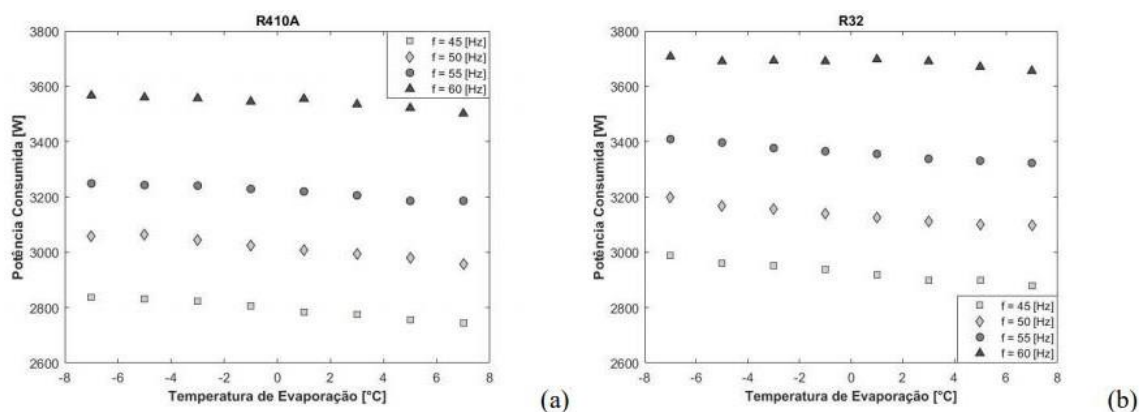 R410A
3800
3600
3400
3200
3000
2800
2600
Potência Consumida [W]
f = 45 [Hz]
f = 50 [Hz]
f = 55 [Hz]
f = 60 [Hz]
-8 -6 -4 -2 0 2 4 6 8
Temperatura de Evaporação [°C]
(a)
R32
3800
3600
3400
3200
3000
2800
2600
Potência Consumida [W]
f = 45 [Hz]
f = 50 [Hz]
f = 55 [Hz]
f = 60 [Hz]
-8 -6 -4 -2 0 2 4 6 8
Temperatura de Evaporação [°C]
(b)